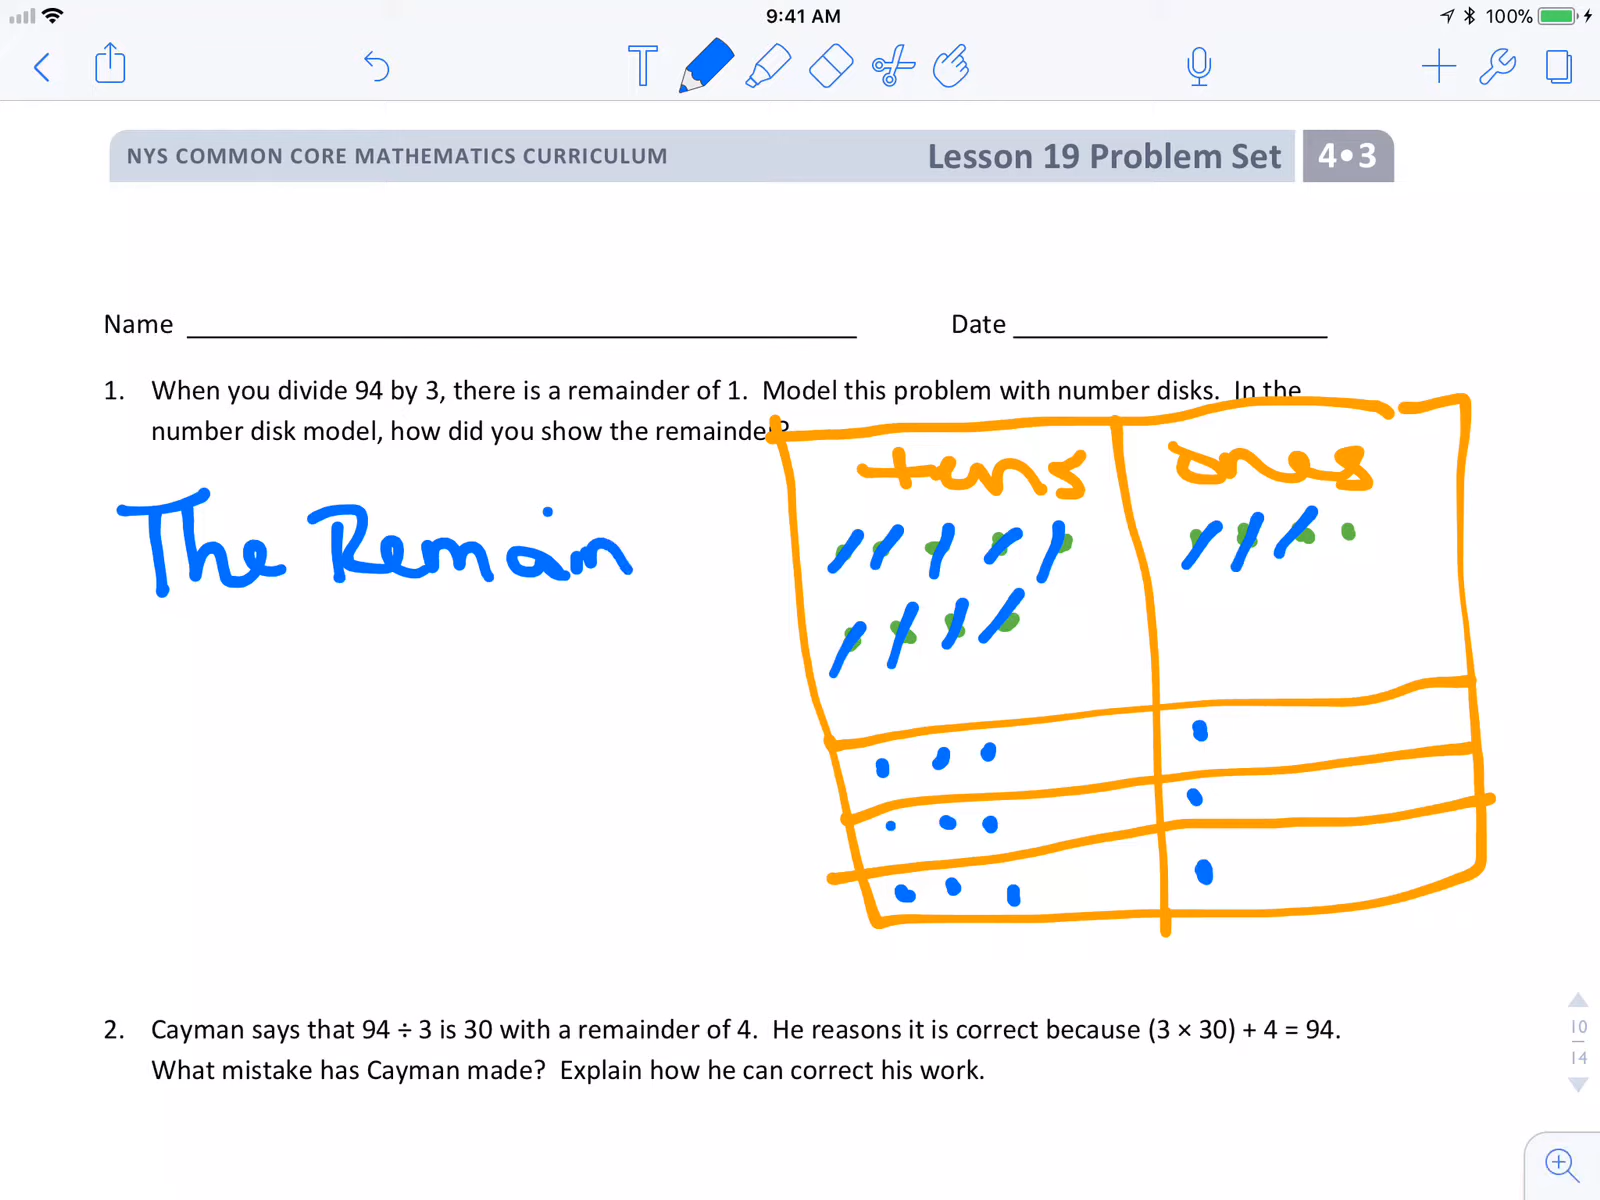 9:41 AM
100%
T
NYS COMMON CORE MATHEMATICS CURRICULUM Lesson 19 Problem Set 4•3
Name Date
1. When you divide 94 by 3, there is a remainder of 1. Model this problem with number disks. In the
number disk model, how did you show the remainder?
tens ones
The Remain
2. Cayman says that 94 ÷ 3 is 30 with a remainder of 4. He reasons it is correct because (3 × 30) + 4 = 94.
What mistake has Cayman made? Explain how he can correct his work.
10
14